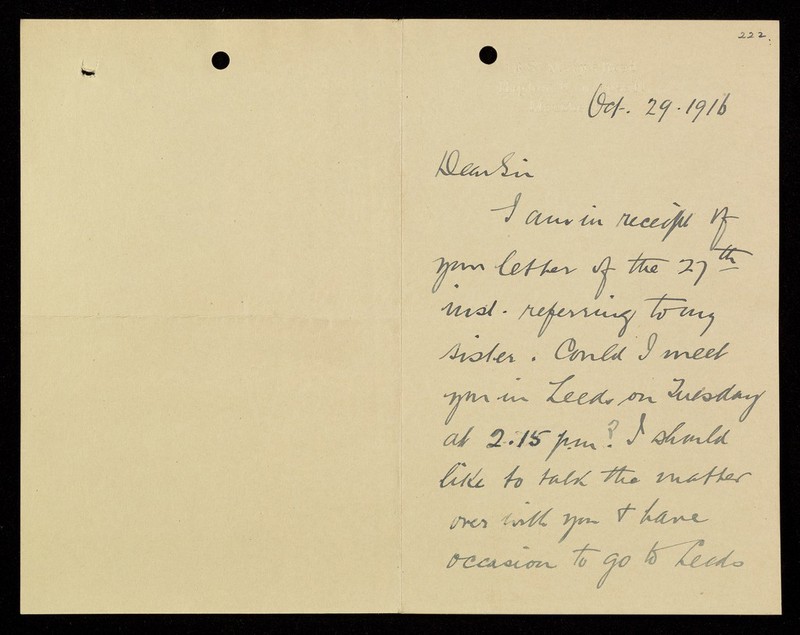 222.
Oct. 29. 1916
Dear Sir
I am in receipt of
your letter of the 27th
inst. referring to my
sister. Could I meet
you in Leeds on Tuesday
at 2.15 p.m? I should
like to talk the matter
over with you & have
occasion to go to Leeds